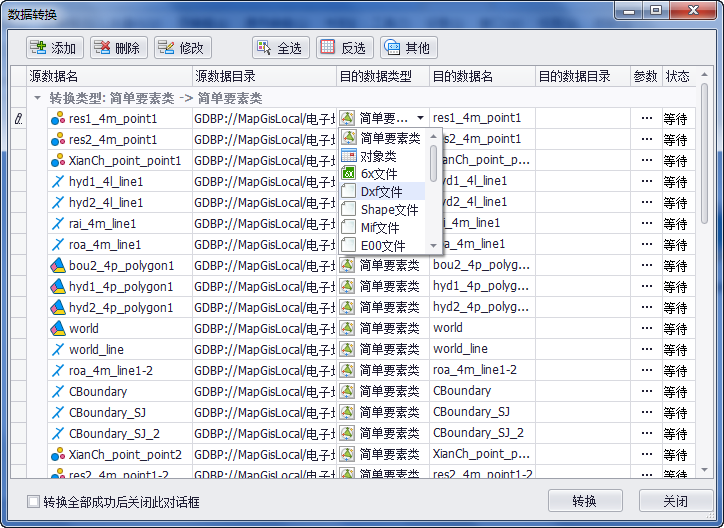 数据转换
添加 删除 修改 全选 反选 其他
源数据名 源数据目录 目的数据类型 目的数据名 目的数据目录 参数 状态
转换类型: 简单要素类 -> 简单要素类
res1_4m_point1 GDBP://MapGisLocal/电子 简单要... res1_4m_point1 ... 等待
res2_4m_point1 GDBP://MapGisLocal/电子 简单要素类 es2_4m_point1 ... 等待
XianCh_point_point1 GDBP://MapGisLocal/电子 对象类 ianCh_point_p... ... 等待
hyd1_4l_line1 GDBP://MapGisLocal/电子 6x文件 yd1_4l_line1 ... 等待
hyd2_4l_line1 GDBP://MapGisLocal/电子 Dxf文件 yd2_4l_line1 ... 等待
rai_4m_line1 GDBP://MapGisLocal/电子 Shape文件 i_4m_line1 ... 等待
roa_4m_line1 GDBP://MapGisLocal/电子 Mif文件 a_4m_line1 ... 等待
E00文件
bou2_4p_polygon1 GDBP://MapGisLocal/电子 简单要素类 bou2_4p_polyg... ... 等待
hyd1_4p_polygon1 GDBP://MapGisLocal/电子 简单要素类 hyd1_4p_polyg... ... 等待
hyd2_4p_polygon1 GDBP://MapGisLocal/电子 简单要素类 hyd2_4p_polyg... ... 等待
world GDBP://MapGisLocal/电子 简单要素类 world ... 等待
world_line GDBP://MapGisLocal/电子 简单要素类 world_line ... 等待
roa_4m_line1-2 GDBP://MapGisLocal/电子 简单要素类 roa_4m_line1-2 ... 等待
CBoundary GDBP://MapGisLocal/电子 简单要素类 CBoundary ... 等待
CBoundary_SJ GDBP://MapGisLocal/电子 简单要素类 CBoundary_SJ ... 等待
CBoundary_SJ_2 GDBP://MapGisLocal/电子 简单要素类 CBoundary_SJ_2 ... 等待
XianCh_point_point2 GDBP://MapGisLocal/电子 简单要素类 XianCh_point_p... ... 等待
res2_4m_point1-2 GDBP://MapGisLocal/电子 简单要素类 res2_4m_point1-2 ... 等待
转换全部成功后关闭此对话框 转换 关闭